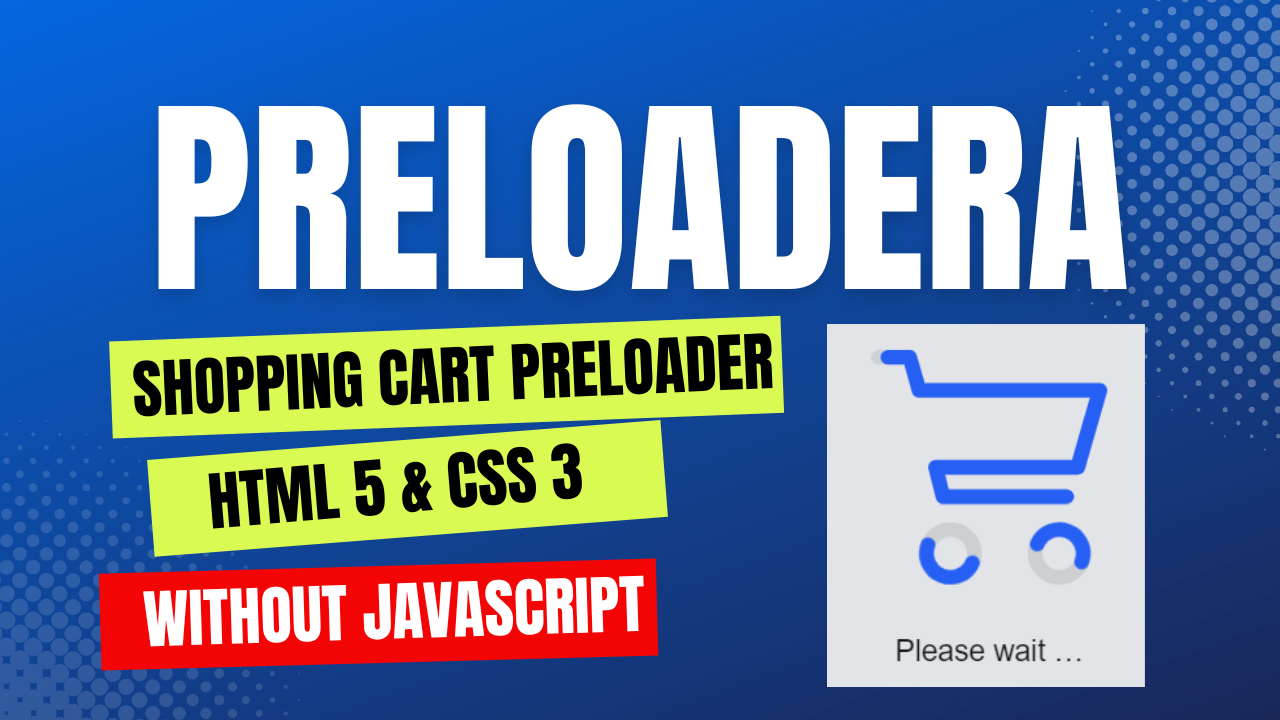 PRELOADERA
SHOPPING CART PRELOADER
HTML 5 & CSS 3
WITHOUT JAVASCRIPT
Please wait …